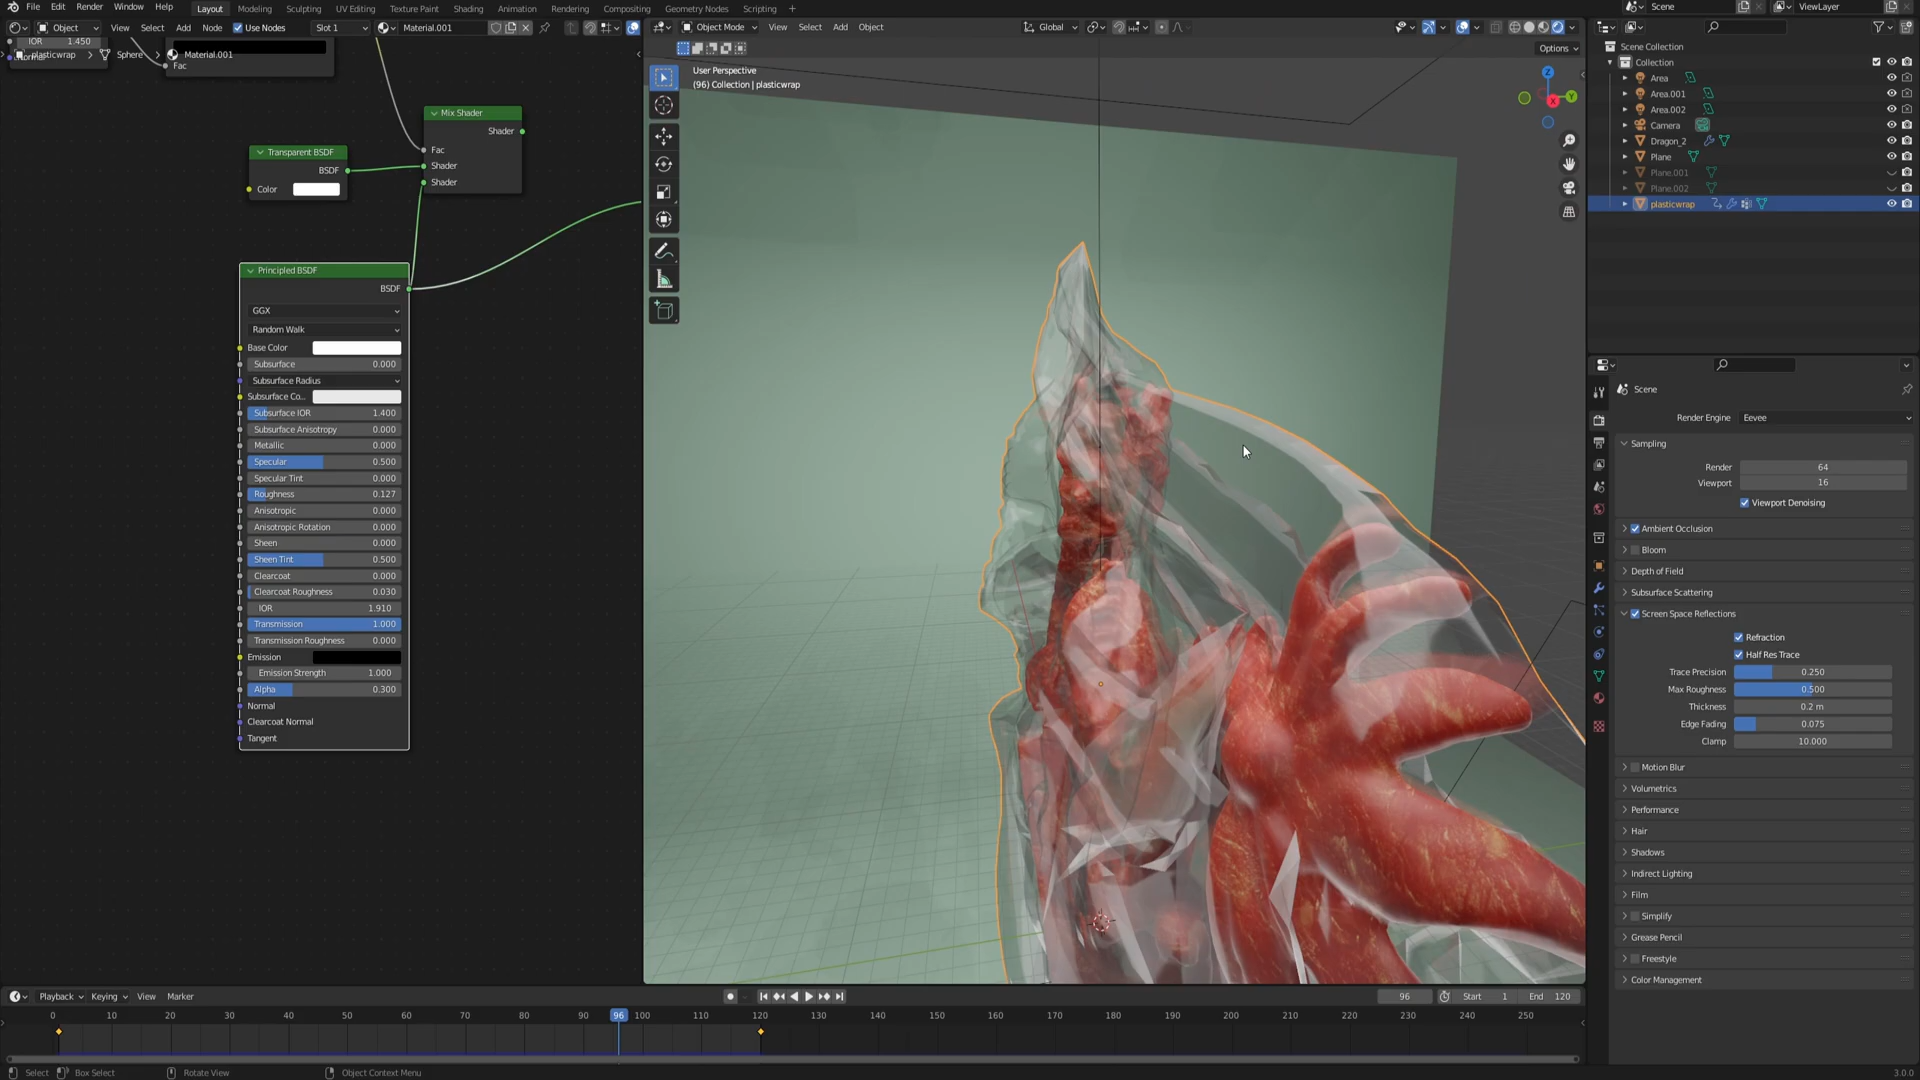 File Edit Render Window Help Layout Modeling Sculpting UV Editing Texture Paint Shading Animation Rendering Compositing Geometry Nodes Scripting Scene ViewLayer
Object View Select Add Node Use Nodes Slot 1 Material.001 Object Mode View Select Add Object Global
IOR 1.450
plasticwrap Sphere Material.001
Fac
Options
User Perspective
(96) Collection | plasticwrap
Mix Shader
Shader
Fac
Shader
Shader
Transparent BSDF
BSDF
Color
Principled BSDF
BSDF
GGX
Random Walk
Base Color
Subsurface 0.000
Subsurface Radius
Subsurface Co...
Subsurface IOR 1.400
Subsurface Anisotropy 0.000
Metallic 0.000
Specular 0.500
Specular Tint 0.000
Roughness 0.127
Anisotropic 0.000
Anisotropic Rotation 0.000
Sheen 0.000
Sheen Tint 0.500
Clearcoat 0.000
Clearcoat Roughness 0.030
IOR 1.910
Transmission 1.000
Transmission Roughness 0.000
Emission
Emission Strength 1.000
Alpha 0.300
Normal
Clearcoat Normal
Tangent
Z
Y
X
Scene Collection
Collection
Area
Area.001
Area.002
Camera
Dragon_2
Plane
Plane.001
Plane.002
plasticwrap
Scene
Render Engine Eevee
Sampling
Render 64
Viewport 16
Viewport Denoising
Ambient Occlusion
Bloom
Depth of Field
Subsurface Scattering
Screen Space Reflections
Refraction
Half Res Trace
Trace Precision 0.250
Max Roughness 0.500
Thickness 0.2 m
Edge Fading 0.075
Clamp 10.000
Motion Blur
Volumetrics
Performance
Hair
Shadows
Indirect Lighting
Film
Simplify
Grease Pencil
Freestyle
Color Management
Playback Keying View Marker 96 Start 1 End 120
0 10 20 30 40 50 60 70 80 90 96 100 110 120 130 140 150 160 170 180 190 200 210 220 230 240 250
Select Box Select Rotate View Object Context Menu 3.0.0